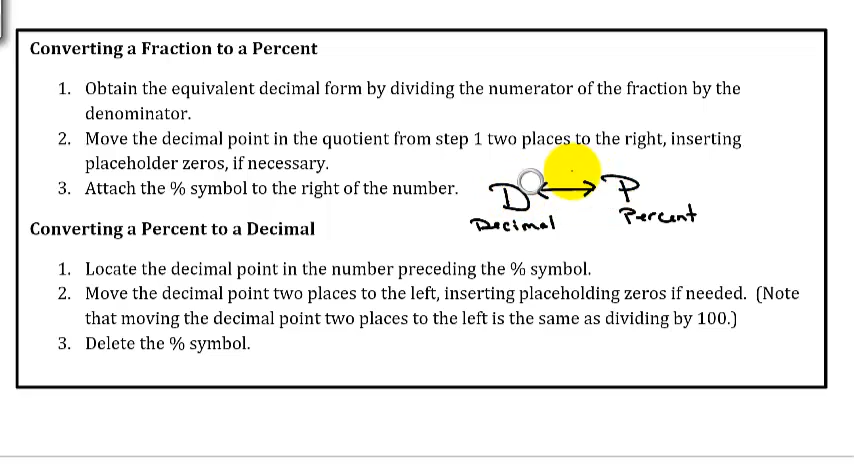 Converting a Fraction to a Percent
1. Obtain the equivalent decimal form by dividing the numerator of the fraction by the
denominator.
2. Move the decimal point in the quotient from step 1 two places to the right, inserting
placeholder zeros, if necessary.
3. Attach the % symbol to the right of the number.
D P
Decimal Percent
Converting a Percent to a Decimal
1. Locate the decimal point in the number preceding the % symbol.
2. Move the decimal point two places to the left, inserting placeholding zeros if needed. (Note
that moving the decimal point two places to the left is the same as dividing by 100.)
3. Delete the % symbol.